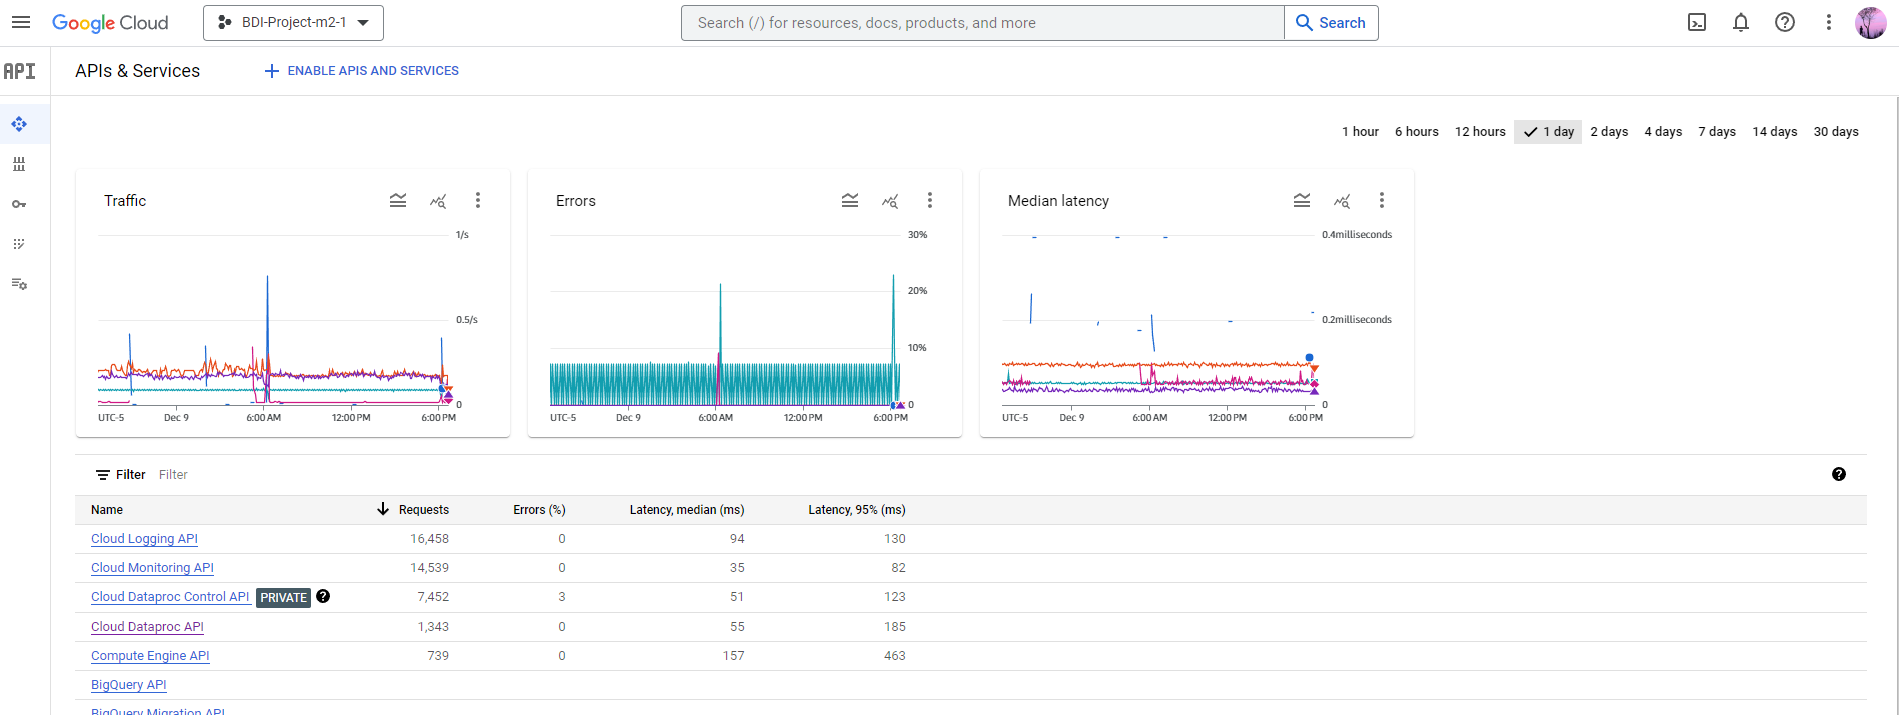 Google Cloud
BDI-Project-m2-1
Search (/) for resources, docs, products, and more
Search
API
APIs & Services
ENABLE APIS AND SERVICES
1 hour 6 hours 12 hours 1 day 2 days 4 days 7 days 14 days 30 days
Traffic
1/s
0.5/s
0
UTC-5 Dec 9 6:00 AM 12:00 PM 6:00 PM
Errors
30%
20%
10%
0
UTC-5 Dec 9 6:00 AM 12:00 PM 6:00 PM
Median latency
0.4milliseconds
0.2milliseconds
0
UTC-5 Dec 9 6:00 AM 12:00 PM 6:00 PM
Filter Filter
Name Requests Errors (%) Latency, median (ms) Latency, 95% (ms)
Cloud Logging API 16,458 0 94 130
Cloud Monitoring API 14,539 0 35 82
Cloud Dataproc Control API PRIVATE 7,452 3 51 123
Cloud Dataproc API 1,343 0 55 185
Compute Engine API 739 0 157 463
BigQuery API
BigQuery Migration API